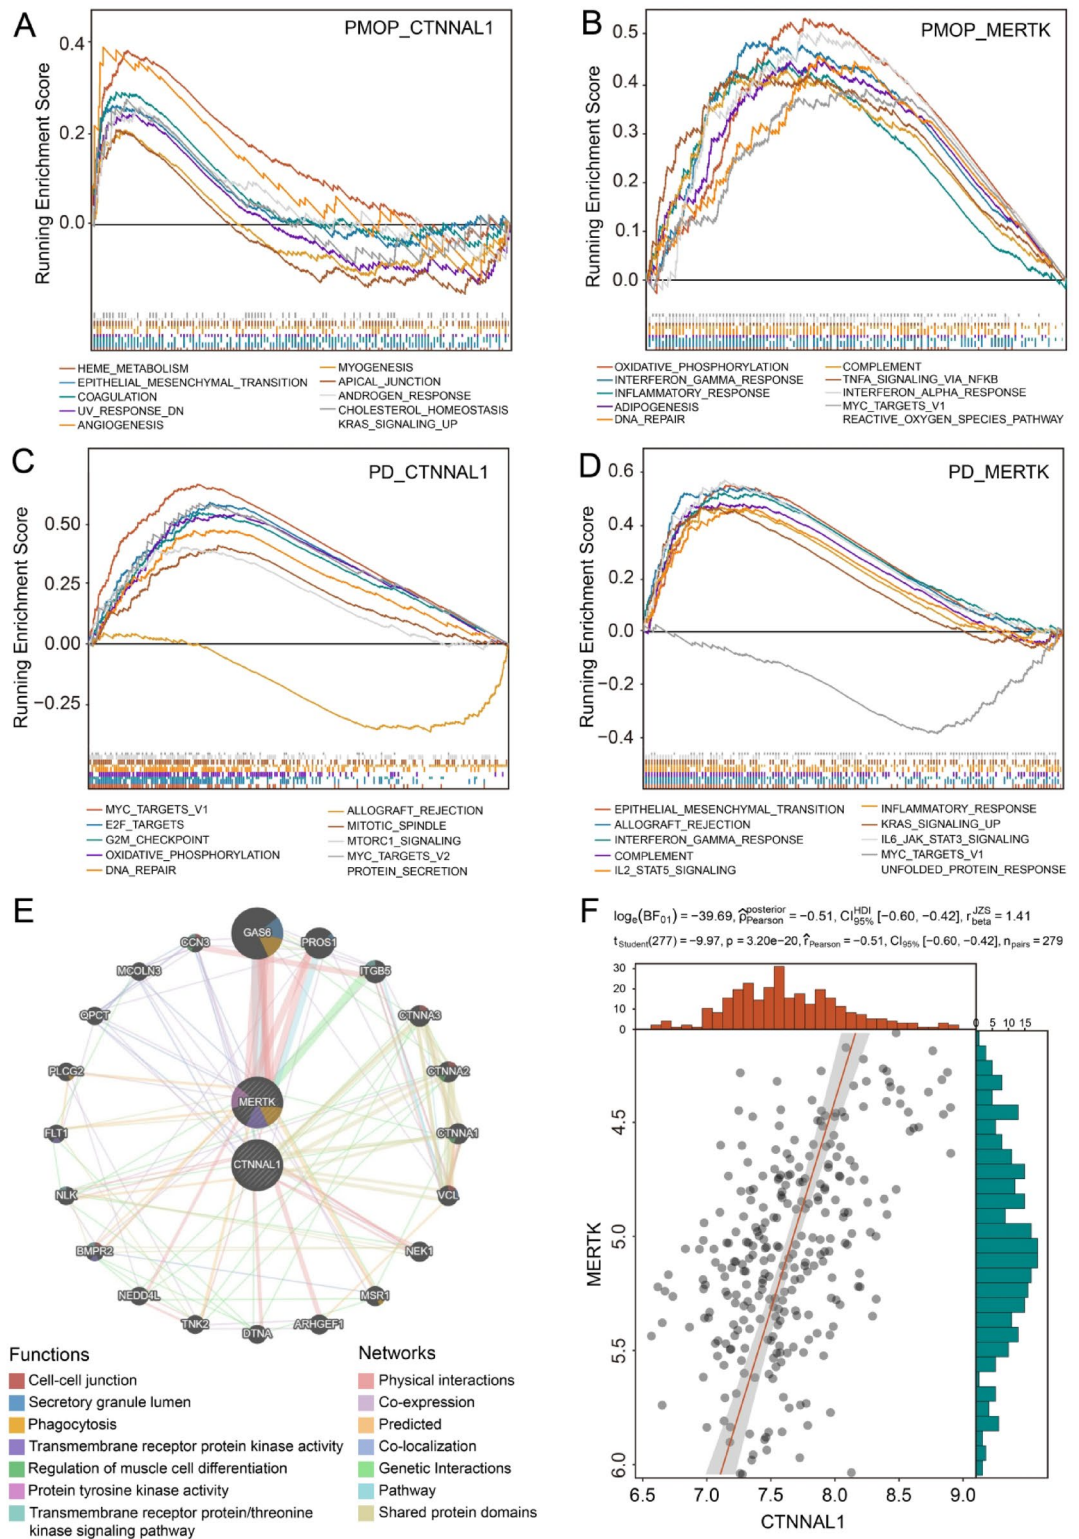 A
PMOP_CTNNAL1
Running Enrichment Score
0.4
0.2
0.0
HEME_METABOLISM
EPITHELIAL_MESENCHYMAL_TRANSITION
COAGULATION
UV_RESPONSE_DN
ANGIOGENESIS
MYOGENESIS
APICAL_JUNCTION
ANDROGEN_RESPONSE
CHOLESTEROL_HOMEOSTASIS
KRAS_SIGNALING_UP
B
PMOP_MERTK
Running Enrichment Score
0.5
0.4
0.3
0.2
0.1
0.0
OXIDATIVE_PHOSPHORYLATION
INTERFERON_GAMMA_RESPONSE
INFLAMMATORY_RESPONSE
ADIPOGENESIS
DNA_REPAIR
COMPLEMENT
TNFA_SIGNALING_VIA_NFKB
INTERFERON_ALPHA_RESPONSE
MYC_TARGETS_V1
REACTIVE_OXYGEN_SPECIES_PATHWAY
C
PD_CTNNAL1
Running Enrichment Score
0.50
0.25
0.00
−0.25
MYC_TARGETS_V1
E2F_TARGETS
G2M_CHECKPOINT
OXIDATIVE_PHOSPHORYLATION
DNA_REPAIR
ALLOGRAFT_REJECTION
MITOTIC_SPINDLE
MTORC1_SIGNALING
MYC_TARGETS_V2
PROTEIN_SECRETION
D
PD_MERTK
Running Enrichment Score
0.6
0.4
0.2
0.0
−0.2
−0.4
EPITHELIAL_MESENCHYMAL_TRANSITION
ALLOGRAFT_REJECTION
INTERFERON_GAMMA_RESPONSE
COMPLEMENT
IL2_STAT5_SIGNALING
INFLAMMATORY_RESPONSE
KRAS_SIGNALING_UP
IL6_JAK_STAT3_SIGNALING
MYC_TARGETS_V1
UNFOLDED_PROTEIN_RESPONSE
E
GAS6
PROS1
CCN3
ITGB5
MCOLN3
CTNNA3
QPCT
CTNNA2
PLCG2
MERTK
FLT1
CTNNA1
CTNNAL1
NLK
VCL
BMPR2
NEK1
NEDD4L
MSR1
TNK2
DTNA
ARHGEF1
Functions
Cell-cell junction
Secretory granule lumen
Phagocytosis
Transmembrane receptor protein kinase activity
Regulation of muscle cell differentiation
Protein tyrosine kinase activity
Transmembrane receptor protein/threonine
kinase signaling pathway
Networks
Physical interactions
Co-expression
Predicted
Co-localization
Genetic Interactions
Pathway
Shared protein domains
F
logₑ(BF₀₁) = −39.69, ρ̂ posterior Pearson = −0.51, CI HDI 95% [−0.60, −0.42], r JZS beta = 1.41
t Student(277) = −9.97, p = 3.20e−20, r̂ Pearson = −0.51, CI 95% [−0.60, −0.42], n pairs = 279
30
20
10
0
0 5 10 15
MERTK
4.5
5.0
5.5
6.0
6.5 7.0 7.5 8.0 8.5 9.0
CTNNAL1